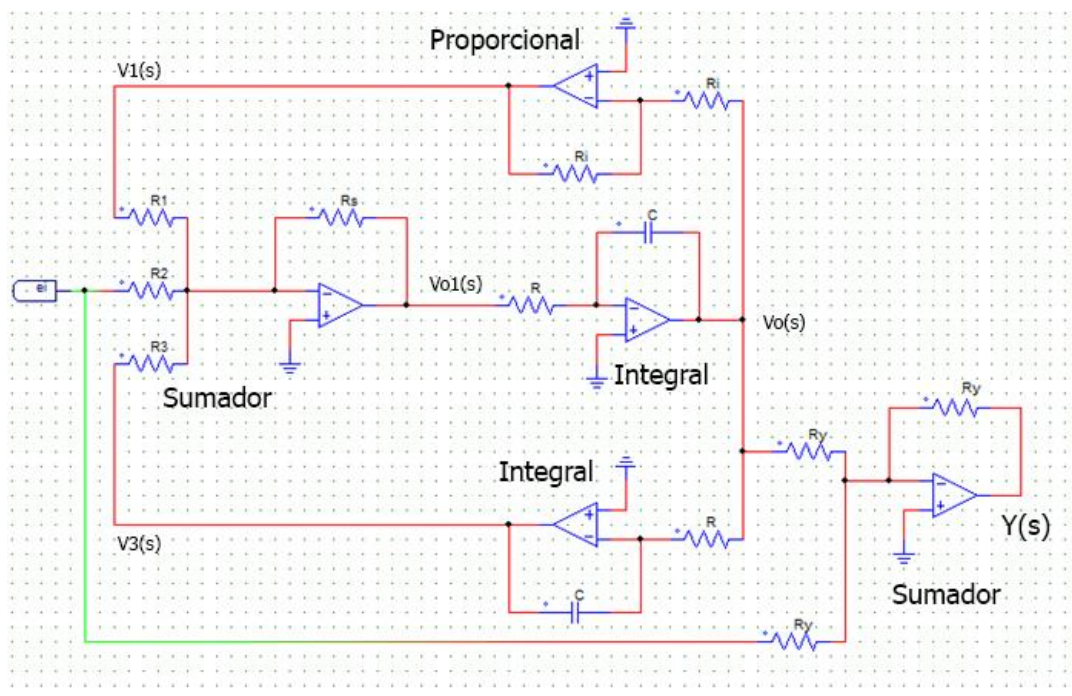 Proporcional
V1(s)
Ri
Ri
R1
Rs
C
R2
ei
Vo1(s)
R
Vo(s)
R3
Integral
Sumador
Ry
Ry
Integral
Y(s)
V3(s)
R
Sumador
C
Ry